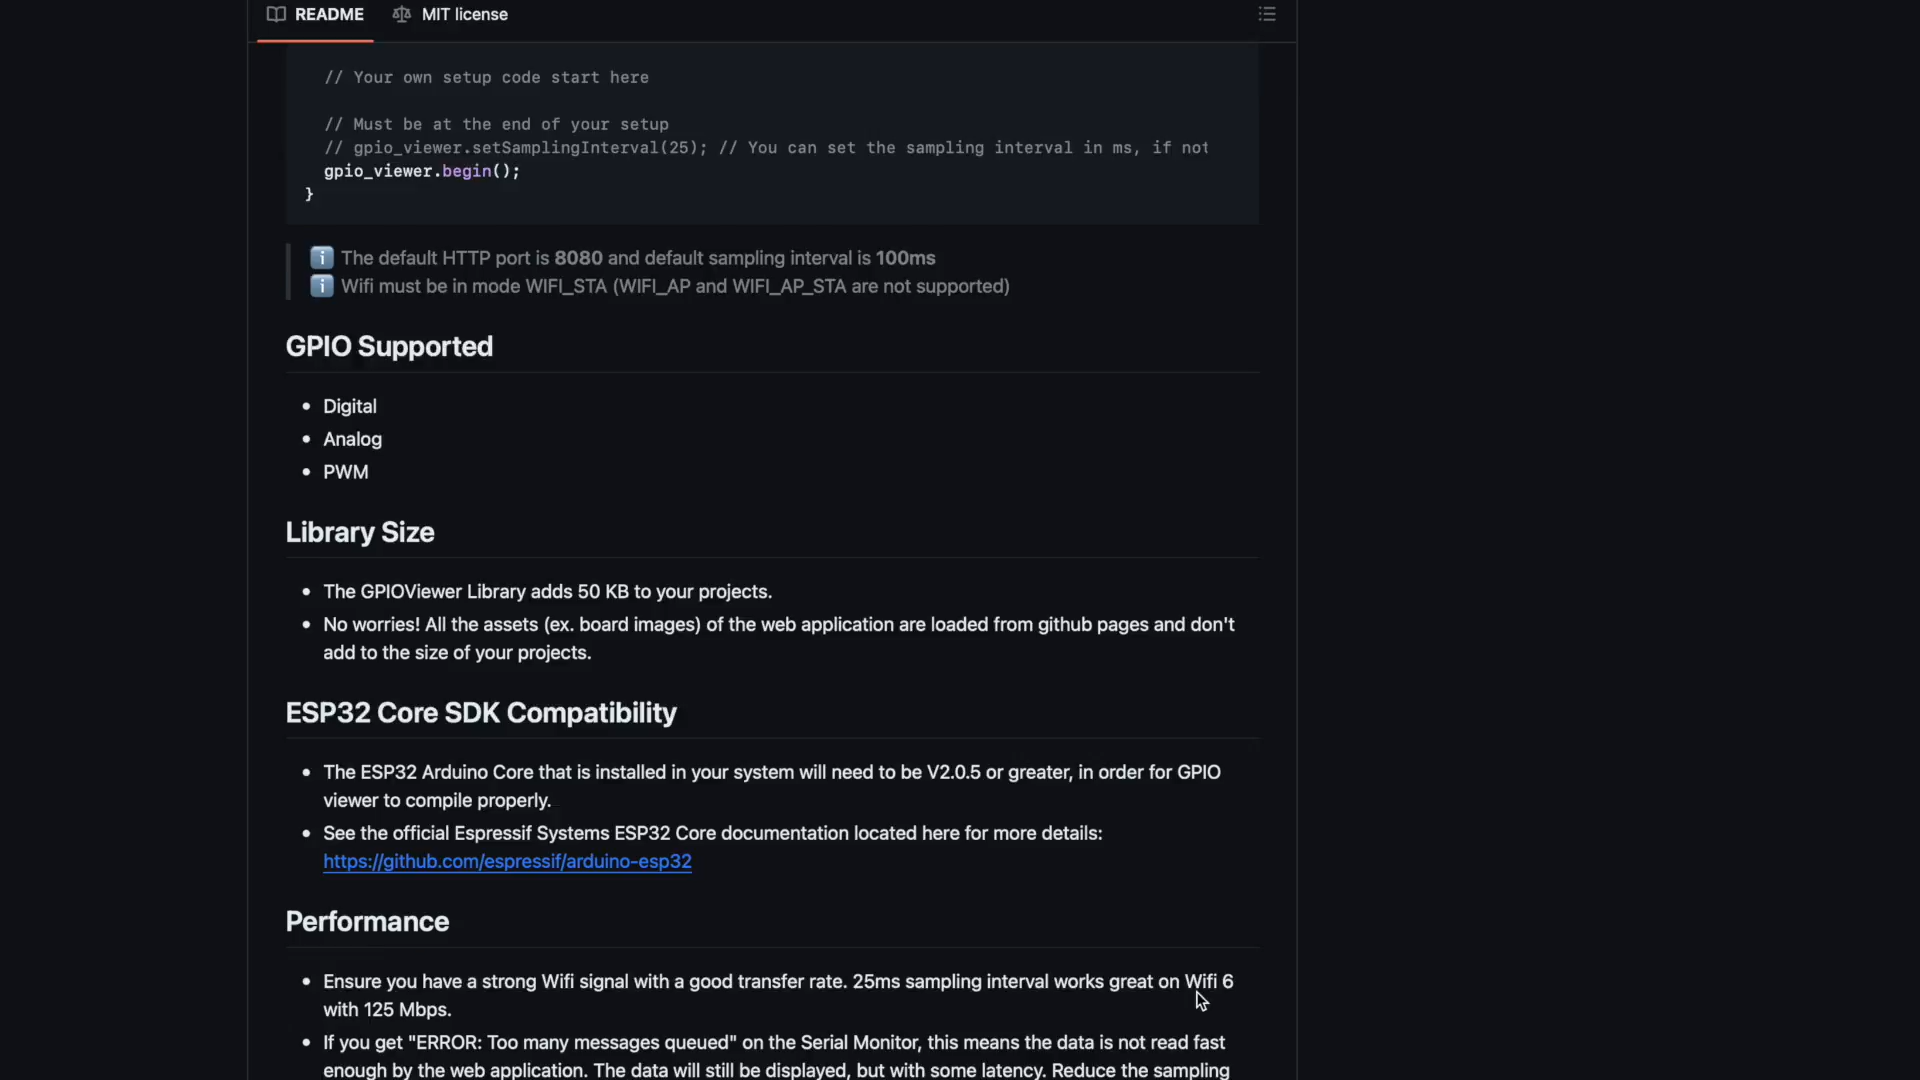 README
MIT license
// Your own setup code start here
// Must be at the end of your setup
// gpio_viewer.setSamplingInterval(25); // You can set the sampling interval in ms, if not
gpio_viewer.begin();
}
The default HTTP port is 8080 and default sampling interval is 100ms
Wifi must be in mode WIFI_STA (WIFI_AP and WIFI_AP_STA are not supported)
GPIO Supported
Digital
Analog
PWM
Library Size
The GPIOViewer Library adds 50 KB to your projects.
No worries! All the assets (ex. board images) of the web application are loaded from github pages and don't
add to the size of your projects.
ESP32 Core SDK Compatibility
The ESP32 Arduino Core that is installed in your system will need to be V2.0.5 or greater, in order for GPIO
viewer to compile properly.
See the official Espressif Systems ESP32 Core documentation located here for more details:
https://github.com/espressif/arduino-esp32
Performance
Ensure you have a strong Wifi signal with a good transfer rate. 25ms sampling interval works great on Wifi 6
with 125 Mbps.
If you get "ERROR: Too many messages queued" on the Serial Monitor, this means the data is not read fast
enough by the web application. The data will still be displayed, but with some latency. Reduce the sampling